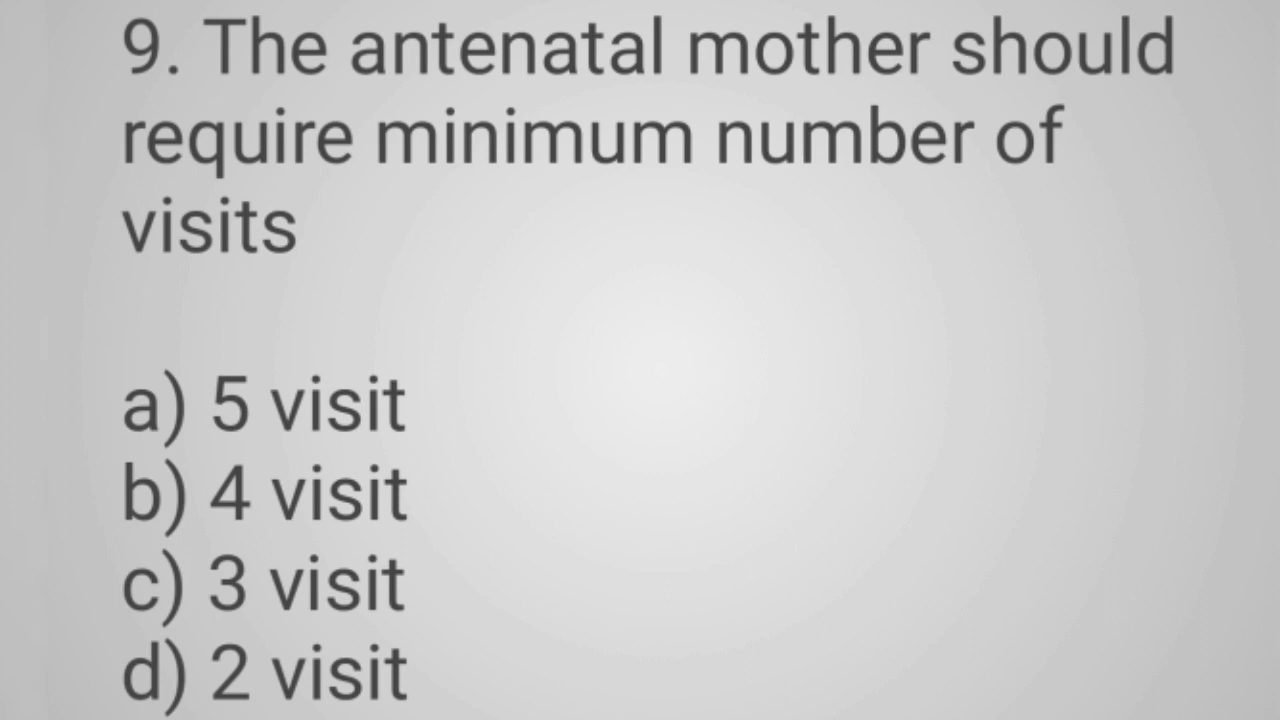 9. The antenatal mother should
require minimum number of
visits
a) 5 visit
b) 4 visit
c) 3 visit
d) 2 visit